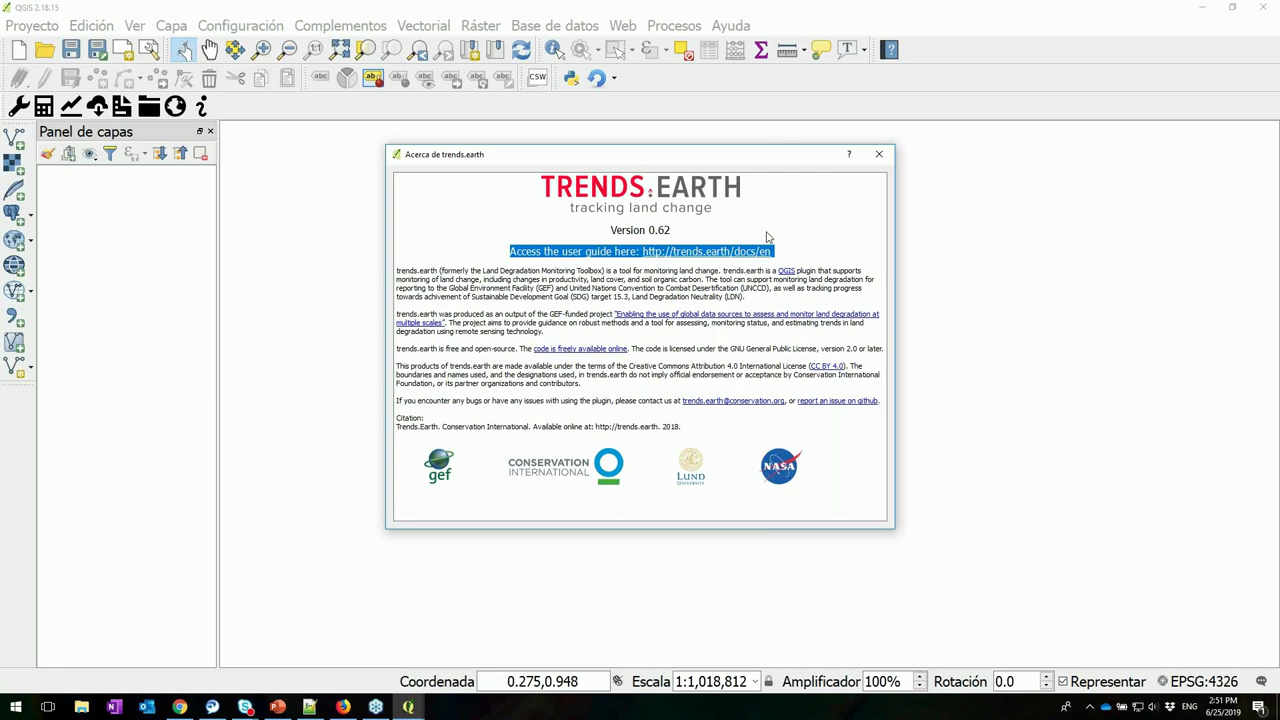 QGIS 2.18.15
Proyecto Edición Ver Capa Configuración Complementos Vectorial Ráster Base de datos Web Procesos Ayuda
abc ab abc abc abc abc abc CSW
Panel de capas
Acerca de trends.earth
TRENDS.EARTH
tracking land change
Version 0.62
Access the user guide here: http://trends.earth/docs/en
trends.earth (formerly the Land Degradation Monitoring Toolbox) is a tool for monitoring land change. trends.earth is a QGIS plugin that supports
monitoring of land change, including changes in productivity, land cover, and soil organic carbon. The tool can support monitoring land degradation for
reporting to the Global Environment Facility (GEF) and United Nations Convention to Combat Desertification (UNCCD), as well as tracking progress
towards achivement of Sustainable Development Goal (SDG) target 15.3, Land Degradation Neutrality (LDN).
trends.earth was produced as an output of the GEF-funded project "Enabling the use of global data sources to assess and monitor land degradation at
multiple scales". The project aims to provide guidance on robust methods and a tool for assessing, monitoring status, and estimating trends in land
degradation using remote sensing technology.
trends.earth is free and open-source. The code is freely available online. The code is licensed under the GNU General Public License, version 2.0 or later.
This products of trends.earth are made available under the terms of the Creative Commons Attribution 4.0 International License (CC BY 4.0). The
boundaries and names used, and the designations used, in trends.earth do not imply official endorsement or acceptance by Conservation International
Foundation, or its partner organizations and contributors.
If you encounter any bugs or have any issues with using the plugin, please contact us at trends.earth@conservation.org, or report an issue on github.
Citation:
Trends.Earth. Conservation International. Available online at: http://trends.earth. 2018.
gef
CONSERVATION
INTERNATIONAL
LUND
UNIVERSITY
NASA
Coordenada 0.275,0.948 Escala 1:1,018,812 Amplificador 100% Rotación 0.0 Representar EPSG:4326
2:51 PM
6/25/2019